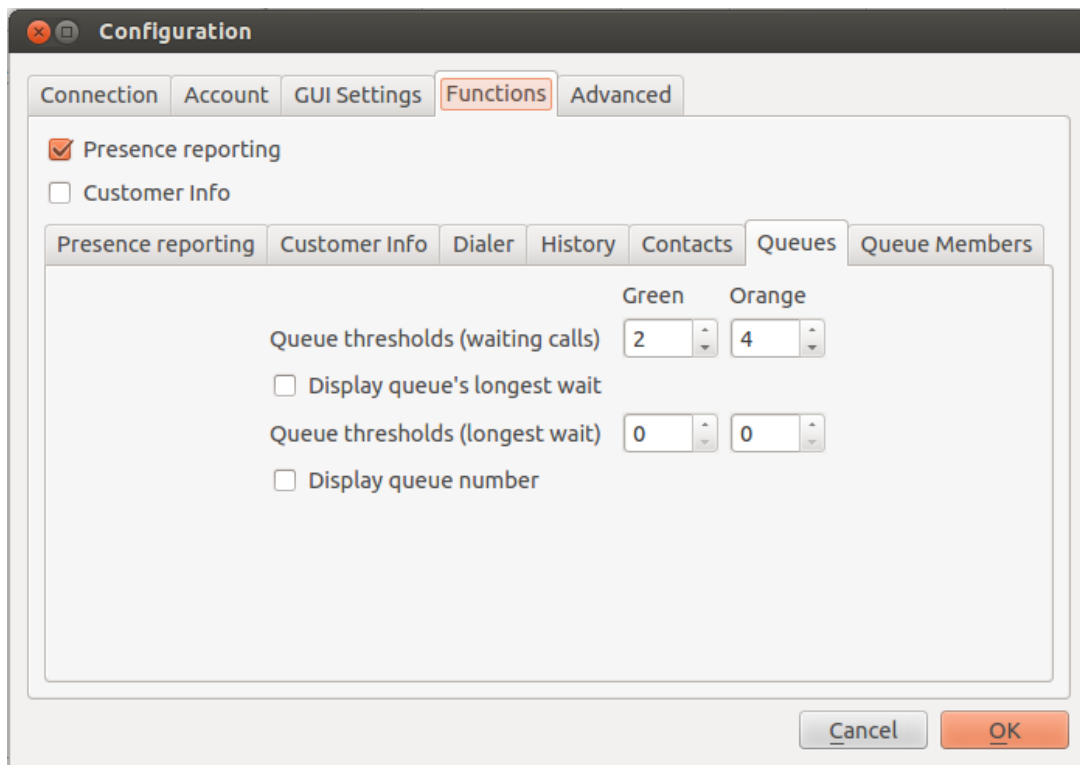 Configuration
Connection Account GUI Settings Functions Advanced
Presence reporting
Customer Info
Presence reporting Customer Info Dialer History Contacts Queues Queue Members
Green Orange
Queue thresholds (waiting calls) 2 4
Display queue's longest wait
Queue thresholds (longest wait) 0 0
Display queue number
Cancel OK